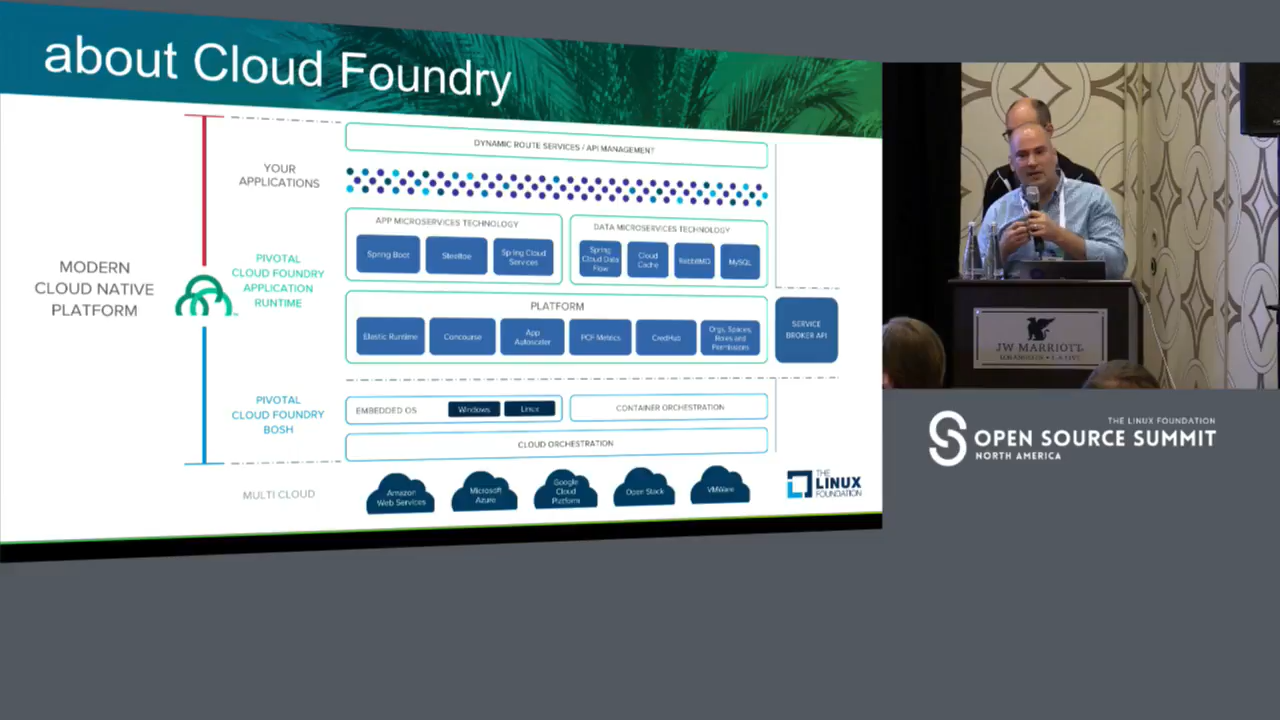 about Cloud Foundry
DYNAMIC ROUTE SERVICES / API MANAGEMENT
YOUR
APPLICATIONS
APP MICROSERVICES TECHNOLOGY
Spring Boot
Steeltoe
Spring Cloud
Services
DATA MICROSERVICES TECHNOLOGY
Spring
Cloud Data
Flow
Cloud
Cache
RabbitMQ
MySQL
MODERN
CLOUD NATIVE
PLATFORM
PIVOTAL
CLOUD FOUNDRY
APPLICATION
RUNTIME
PLATFORM
Elastic Runtime
Concourse
App
Autoscaler
PCF Metrics
CredHub
Orgs, Spaces,
Roles and
Permissions
SERVICE
BROKER API
PIVOTAL
CLOUD FOUNDRY
BOSH
EMBEDDED OS
Windows
Linux
CONTAINER ORCHESTRATION
CLOUD ORCHESTRATION
MULTI CLOUD
Amazon
Web Services
Microsoft
Azure
Google
Cloud
Platform
Open Stack
VMWare
THE
LINUX
FOUNDATION
JW MARRIOTT
THE LINUX FOUNDATION
OPEN SOURCE SUMMIT
NORTH AMERICA